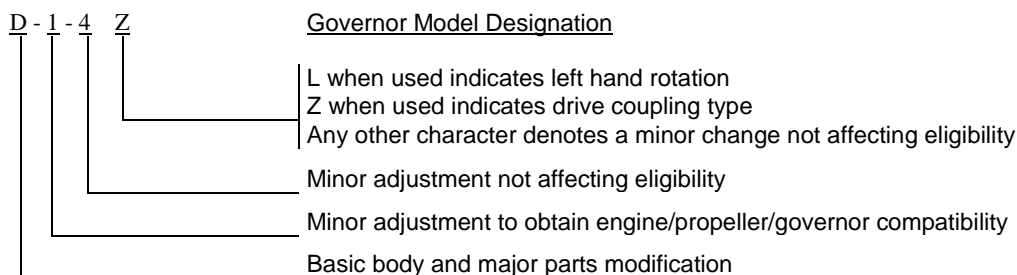 D - 1 - 4 Z Governor Model Designation
L when used indicates left hand rotation
Z when used indicates drive coupling type
Any other character denotes a minor change not affecting eligibility
Minor adjustment not affecting eligibility
Minor adjustment to obtain engine/propeller/governor compatibility
Basic body and major parts modification